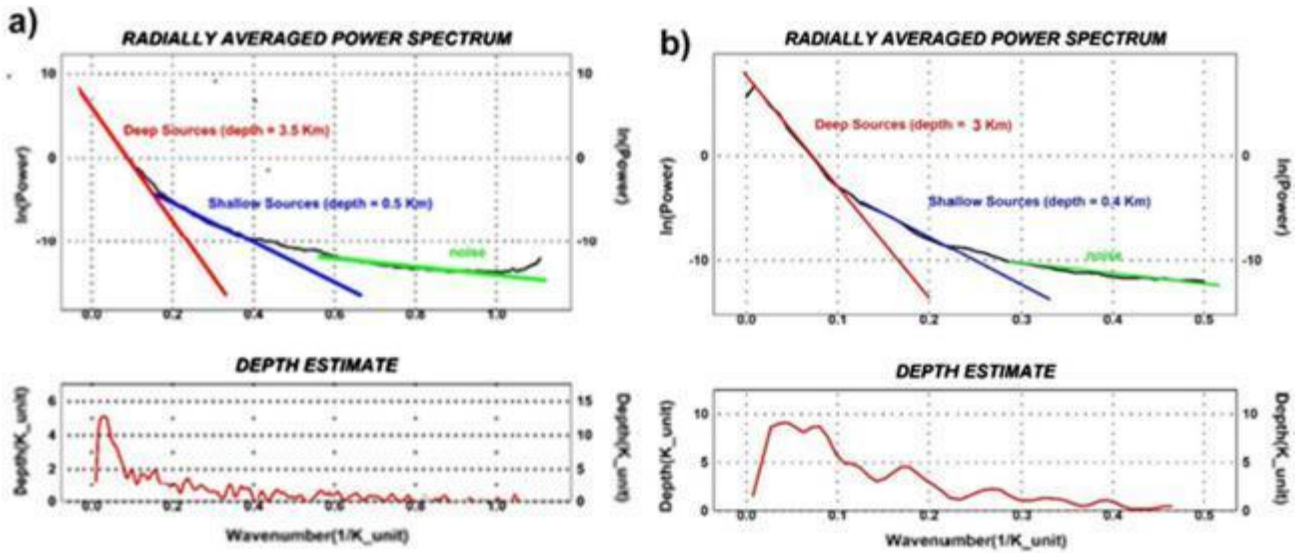 a)
RADIALLY AVERAGED POWER SPECTRUM
10
0
-10
ln(Power)
10
0
-10
ln(Power)
Deep Sources (depth = 3.5 Km)
Shallow Sources (depth = 0.5 Km)
noise
0.0 0.2 0.4 0.6 0.8 1.0
DEPTH ESTIMATE
6
4
2
0
Depth(K_unit)
15
10
5
0
Depth(K_unit)
0.0 0.2 0.4 0.6 0.8 1.0
Wavenumber(1/K_unit)
b)
RADIALLY AVERAGED POWER SPECTRUM
0
-10
ln(Power)
0
-10
ln(Power)
Deep Sources (depth = 3 Km)
Shallow Sources (depth = 0.4 Km)
noise
0.0 0.1 0.2 0.3 0.4 0.5
DEPTH ESTIMATE
10
5
0
Depth(K_unit)
10
5
0
Depth(K_unit)
0.0 0.1 0.2 0.3 0.4 0.5
Wavenumber(1/K_unit)